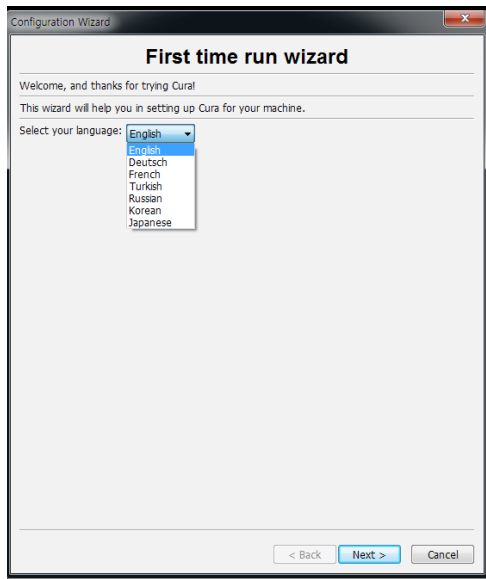 Configuration Wizard
First time run wizard
Welcome, and thanks for trying Cura!
This wizard will help you in setting up Cura for your machine.
Select your language: English
English
Deutsch
French
Turkish
Russian
Korean
Japanese
< Back Next > Cancel